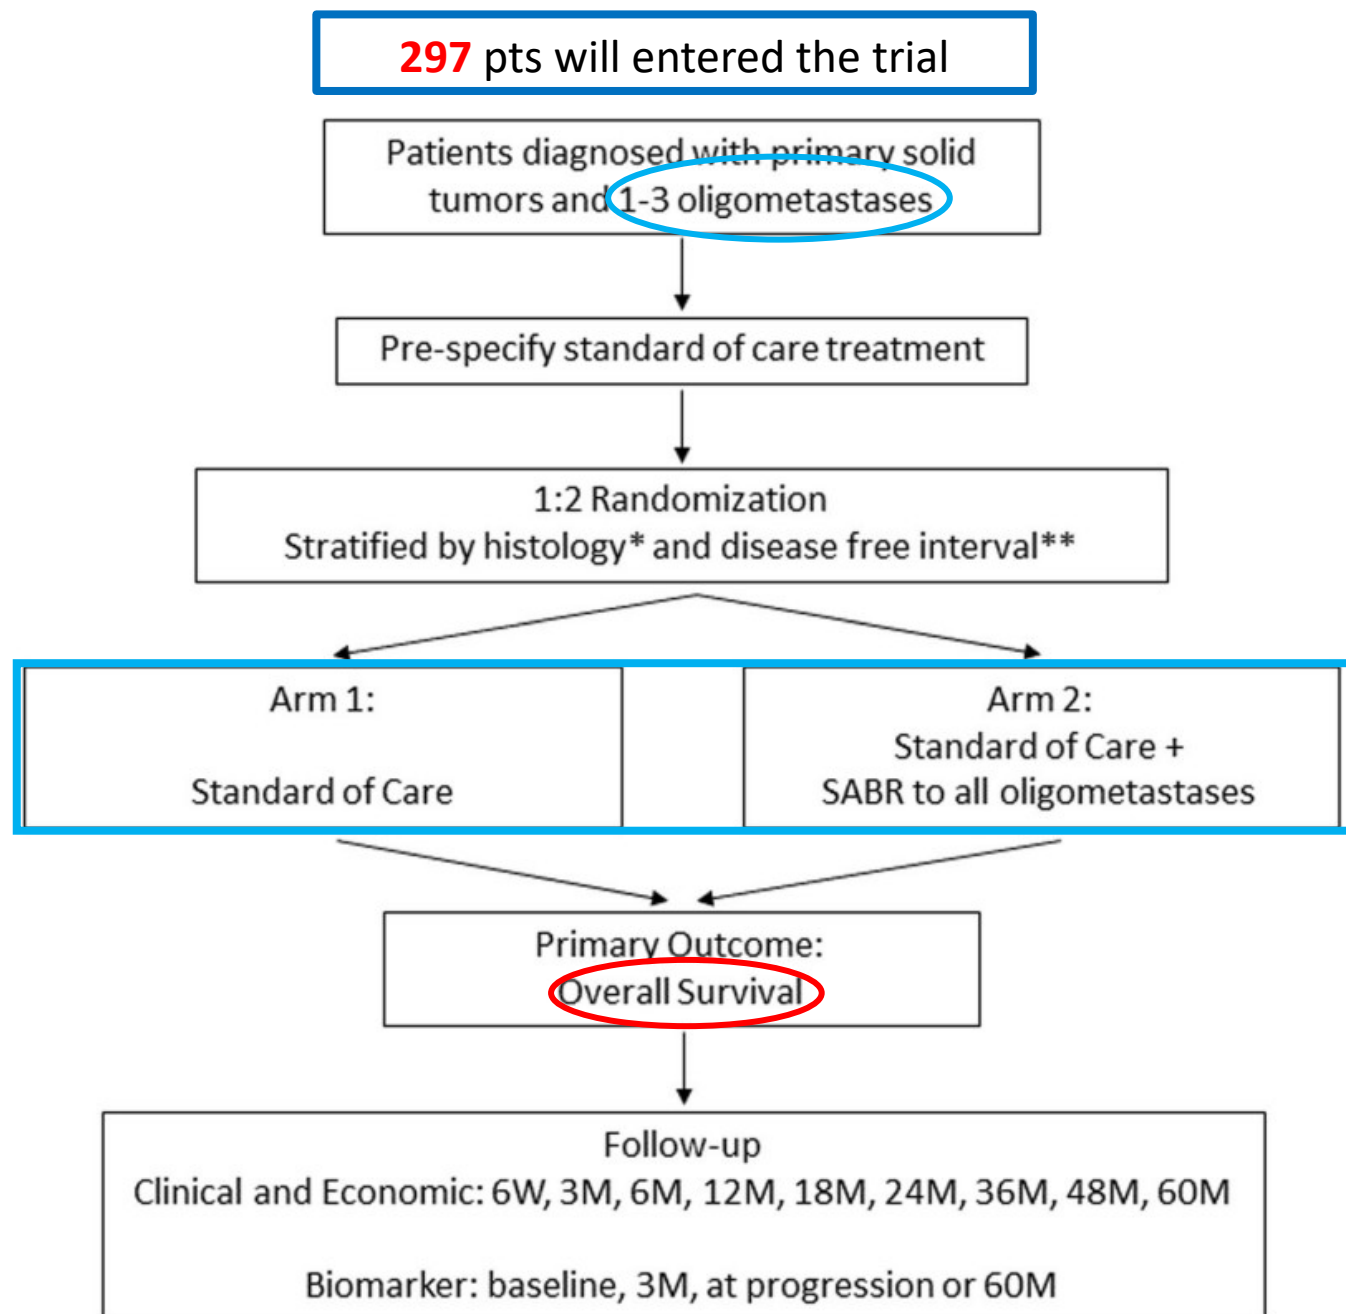 297 pts will entered the trial
Patients diagnosed with primary solid
tumors and 1-3 oligometastases
Pre-specify standard of care treatment
1:2 Randomization
Stratified by histology* and disease free interval**
Arm 1:
Standard of Care
Arm 2:
Standard of Care +
SABR to all oligometastases
Primary Outcome:
Overall Survival
Follow-up
Clinical and Economic: 6W, 3M, 6M, 12M, 18M, 24M, 36M, 48M, 60M
Biomarker: baseline, 3M, at progression or 60M